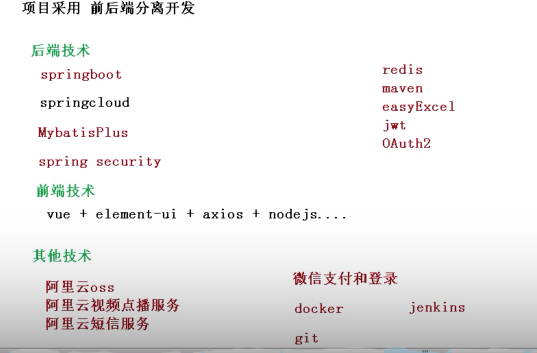 项目采用 前后端分离开发
后端技术
springboot
springcloud
MybatisPlus
spring security
redis
maven
easyExcel
jwt
OAuth2
前端技术
vue + element-ui + axios + nodejs....
其他技术
阿里云oss
阿里云视频点播服务
阿里云短信服务
微信支付和登录
docker jenkins
git